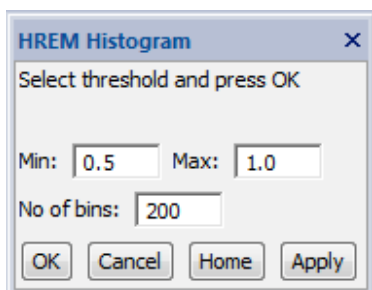 HREM Histogram
Select threshold and press OK
Min: 0.5 Max: 1.0
No of bins: 200
OK Cancel Home Apply